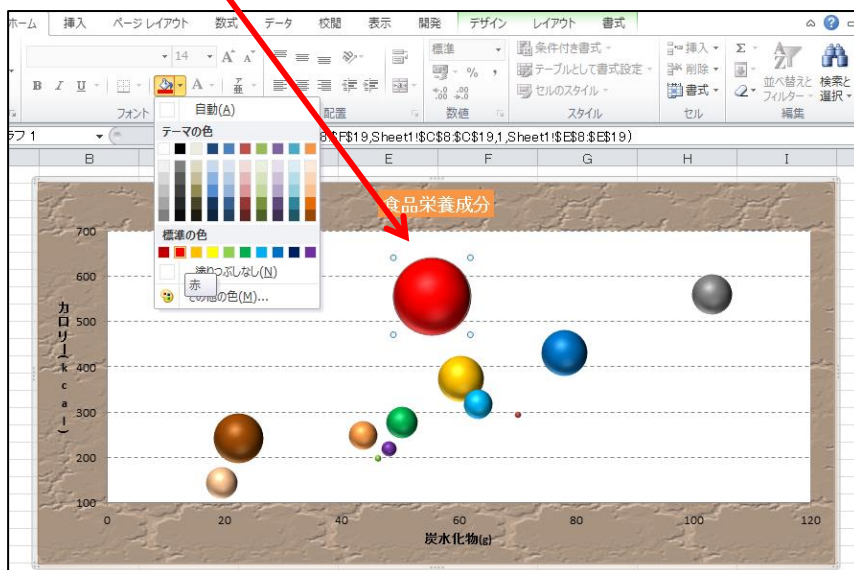 ホーム 挿入 ページ レイアウト 数式 データ 校閲 表示 開発 デザイン レイアウト 書式
14 A A 標準 条件付き書式 挿入 Σ
B I U A % , テーブルとして書式設定 削除 並べ替えと 検索と
セルのスタイル 書式 フィルター 選択
フォント 配置 数値 スタイル セル 編集
自動(A)
テーマの色
標準の色
塗りつぶしなし(N)
赤
その他の色(M)...
ラフ 1
8:$F$19,Sheet1!$C$8:$C$19,1,Sheet1!$E$8:$E$19)
B E F G H I
食品栄養成分
カロリー(kcal)
700
600
500
400
300
200
100
0 20 40 60 80 100 120
炭水化物(g)